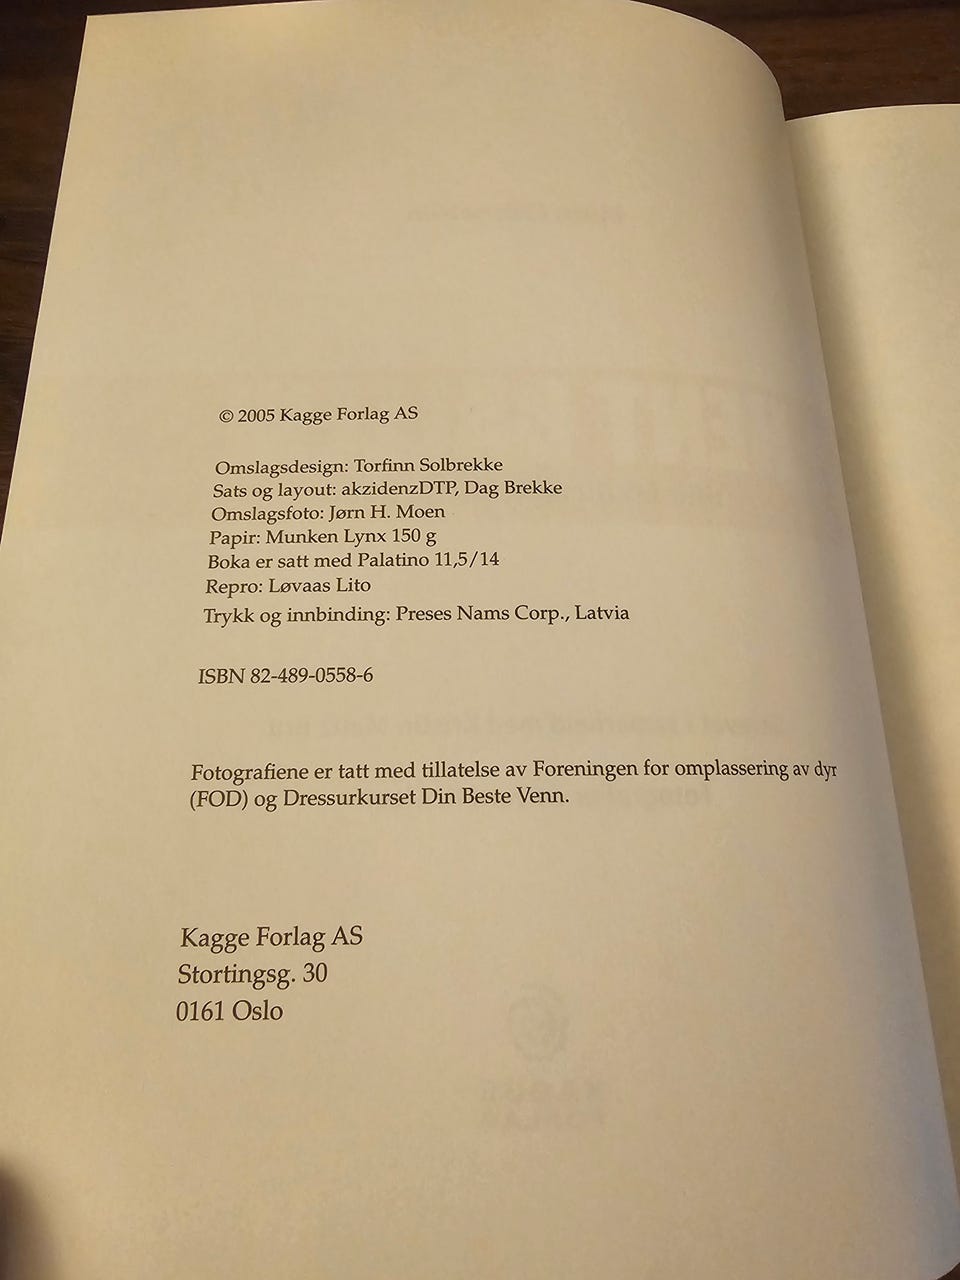 © 2005 Kagge Forlag AS
Omslagsdesign: Torfinn Solbrekke
Sats og layout: akzidenzDTP, Dag Brekke
Omslagsfoto: Jørn H. Moen
Papir: Munken Lynx 150 g
Boka er satt med Palatino 11,5/14
Repro: Løvaas Lito
Trykk og innbinding: Preses Nams Corp., Latvia
ISBN 82-489-0558-6
Fotografiene er tatt med tillatelse av Foreningen for omplassering av dyr
(FOD) og Dressurkurset Din Beste Venn.
Kagge Forlag AS
Stortingsg. 30
0161 Oslo